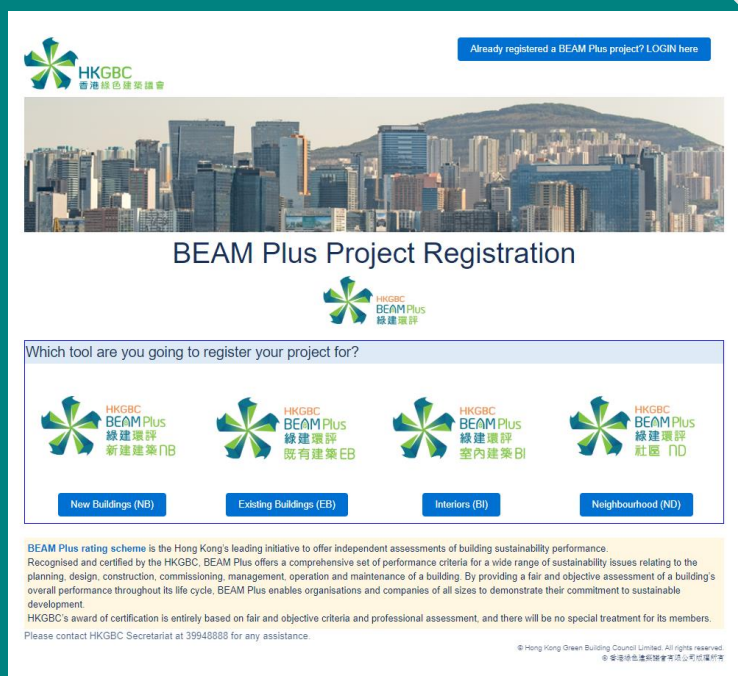 Already registered a BEAM Plus project? LOGIN here
HKGBC
香港綠色建築議會
BEAM Plus Project Registration
HKGBC
BEAM Plus
綠建環評
Which tool are you going to register your project for?
HKGBC
BEAM Plus
綠建環評
新建建築 NB
HKGBC
BEAM Plus
綠建環評
既有建築 EB
HKGBC
BEAM Plus
綠建環評
室內建築 BI
HKGBC
BEAM Plus
綠建環評
社區 ND
New Buildings (NB)
Existing Buildings (EB)
Interiors (BI)
Neighbourhood (ND)
BEAM Plus rating scheme is the Hong Kong's leading initiative to offer independent assessments of building sustainability performance.
Recognised and certified by the HKGBC, BEAM Plus offers a comprehensive set of performance criteria for a wide range of sustainability issues relating to the
planning, design, construction, commissioning, management, operation and maintenance of a building. By providing a fair and objective assessment of a building's
overall performance throughout its life cycle, BEAM Plus enables organisations and companies of all sizes to demonstrate their commitment to sustainable
development.
HKGBC's award of certification is entirely based on fair and objective criteria and professional assessment, and there will be no special treatment for its members.
Please contact HKGBC Secretariat at 39948888 for any assistance.
© Hong Kong Green Building Council Limited. All rights reserved.
© 香港綠色建築議會有限公司版權所有